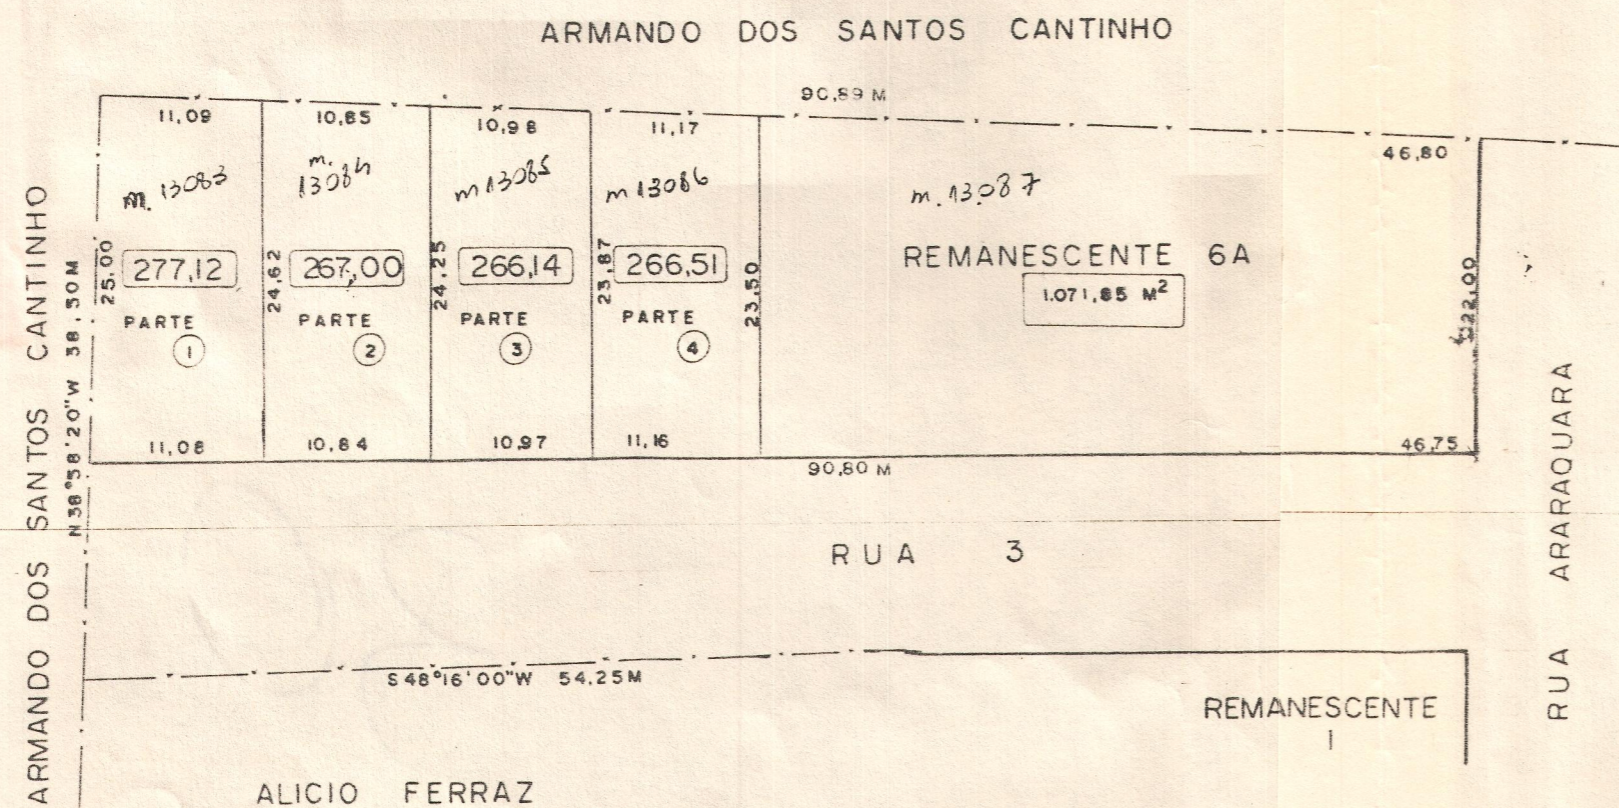 ARMANDO DOS SANTOS CANTINHO
90,89 M
11,09
10,85
10,98
11,17
46,80
m. 13083
m. 13084
m 13085
m 13086
m. 13.087
ARMANDO DOS SANTOS CANTINHO
N 38°58'20"W 38,50M
25,00
277,12
24,62
267,00
24,25
266,14
23,87
266,51
23,50
REMANESCENTE 6A
1.071,85 M²
22,00
PARTE
1
PARTE
2
PARTE
3
PARTE
4
11,08
10,84
10,97
11,16
46,75
90,80 M
RUA 3
RUA ARARAQUARA
S 48°16'00"W 54,25M
REMANESCENTE
1
ALICIO FERRAZ